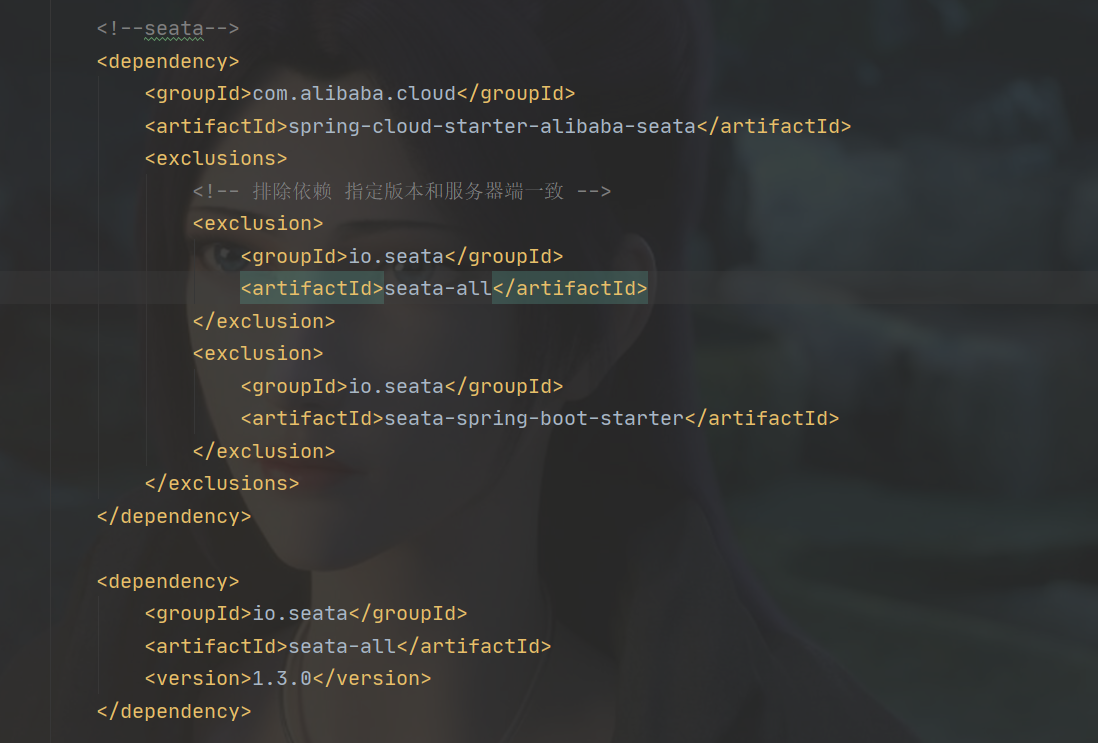 <!--seata-->
<dependency>
<groupId>com.alibaba.cloud</groupId>
<artifactId>spring-cloud-starter-alibaba-seata</artifactId>
<exclusions>
<!-- 排除依赖 指定版本和服务器端一致 -->
<exclusion>
<groupId>io.seata</groupId>
<artifactId>seata-all</artifactId>
</exclusion>
<exclusion>
<groupId>io.seata</groupId>
<artifactId>seata-spring-boot-starter</artifactId>
</exclusion>
</exclusions>
</dependency>
<dependency>
<groupId>io.seata</groupId>
<artifactId>seata-all</artifactId>
<version>1.3.0</version>
</dependency>